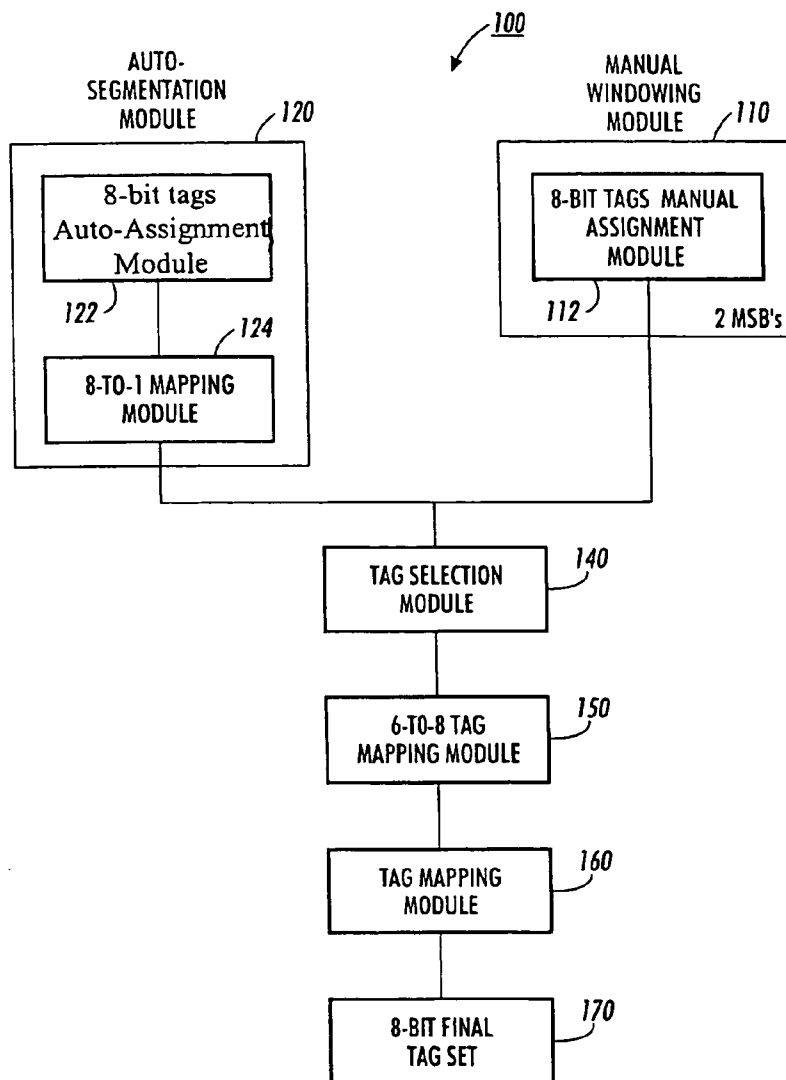 100
AUTO-
SEGMENTATION
MODULE
120
8-bit tags
Auto-Assignment
Module
122
124
8-TO-1 MAPPING
MODULE
MANUAL
WINDOWING
MODULE
110
8-BIT TAGS MANUAL
ASSIGNMENT
MODULE
112
2 MSB's
TAG SELECTION
MODULE
140
6-TO-8 TAG
MAPPING MODULE
150
TAG MAPPING
MODULE
160
8-BIT FINAL
TAG SET
170